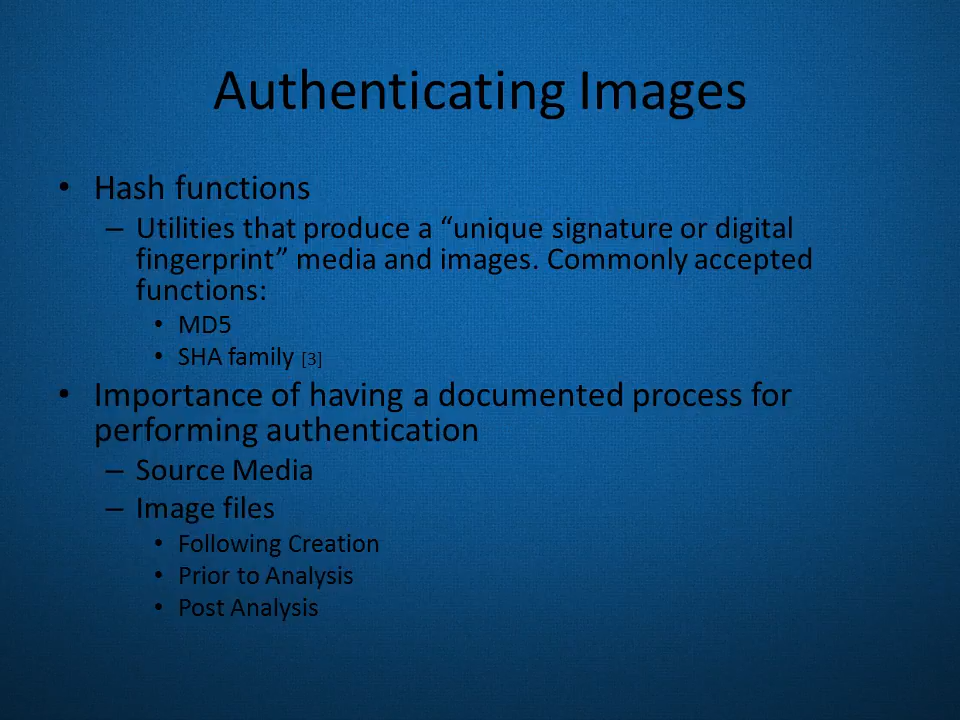 Authenticating Images
• Hash functions
– Utilities that produce a “unique signature or digital
fingerprint” media and images. Commonly accepted
functions:
• MD5
• SHA family [3]
• Importance of having a documented process for
performing authentication
– Source Media
– Image files
• Following Creation
• Prior to Analysis
• Post Analysis